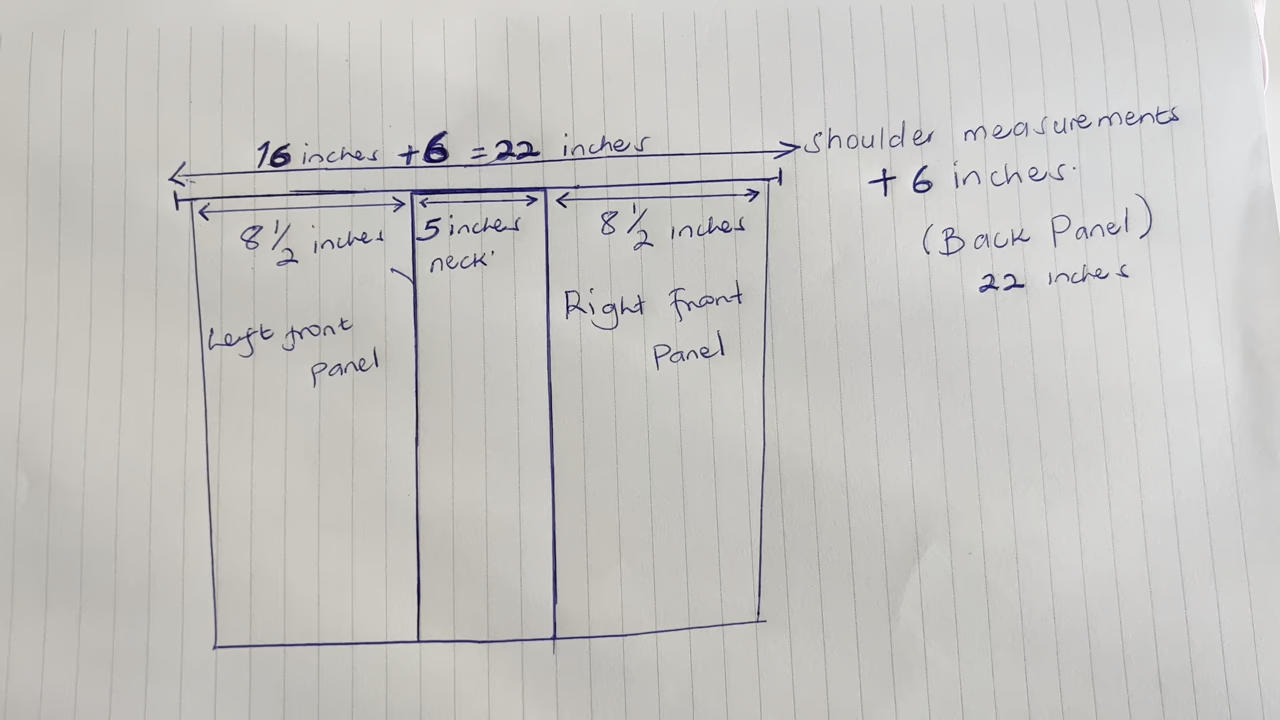 16 inches +6 = 22 inches
Shoulder measurements
+ 6 inches.
(Back Panel)
22 inches
8 1/2 inches
5 inches
neck
8 1/2 inches
Left front
panel
Right front
Panel